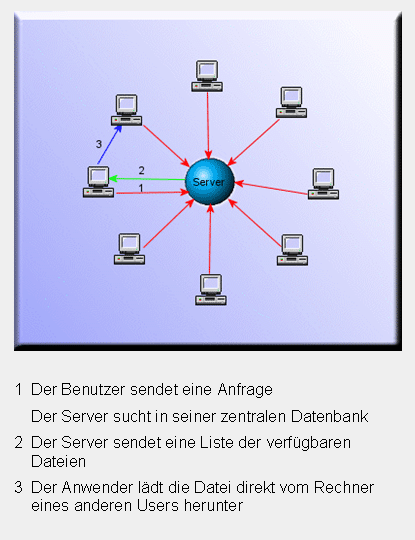 3
2
Server
1
1 Der Benutzer sendet eine Anfrage
Der Server sucht in seiner zentralen Datenbank
2 Der Server sendet eine Liste der verfügbaren
Dateien
3 Der Anwender lädt die Datei direkt vom Rechner
eines anderen Users herunter